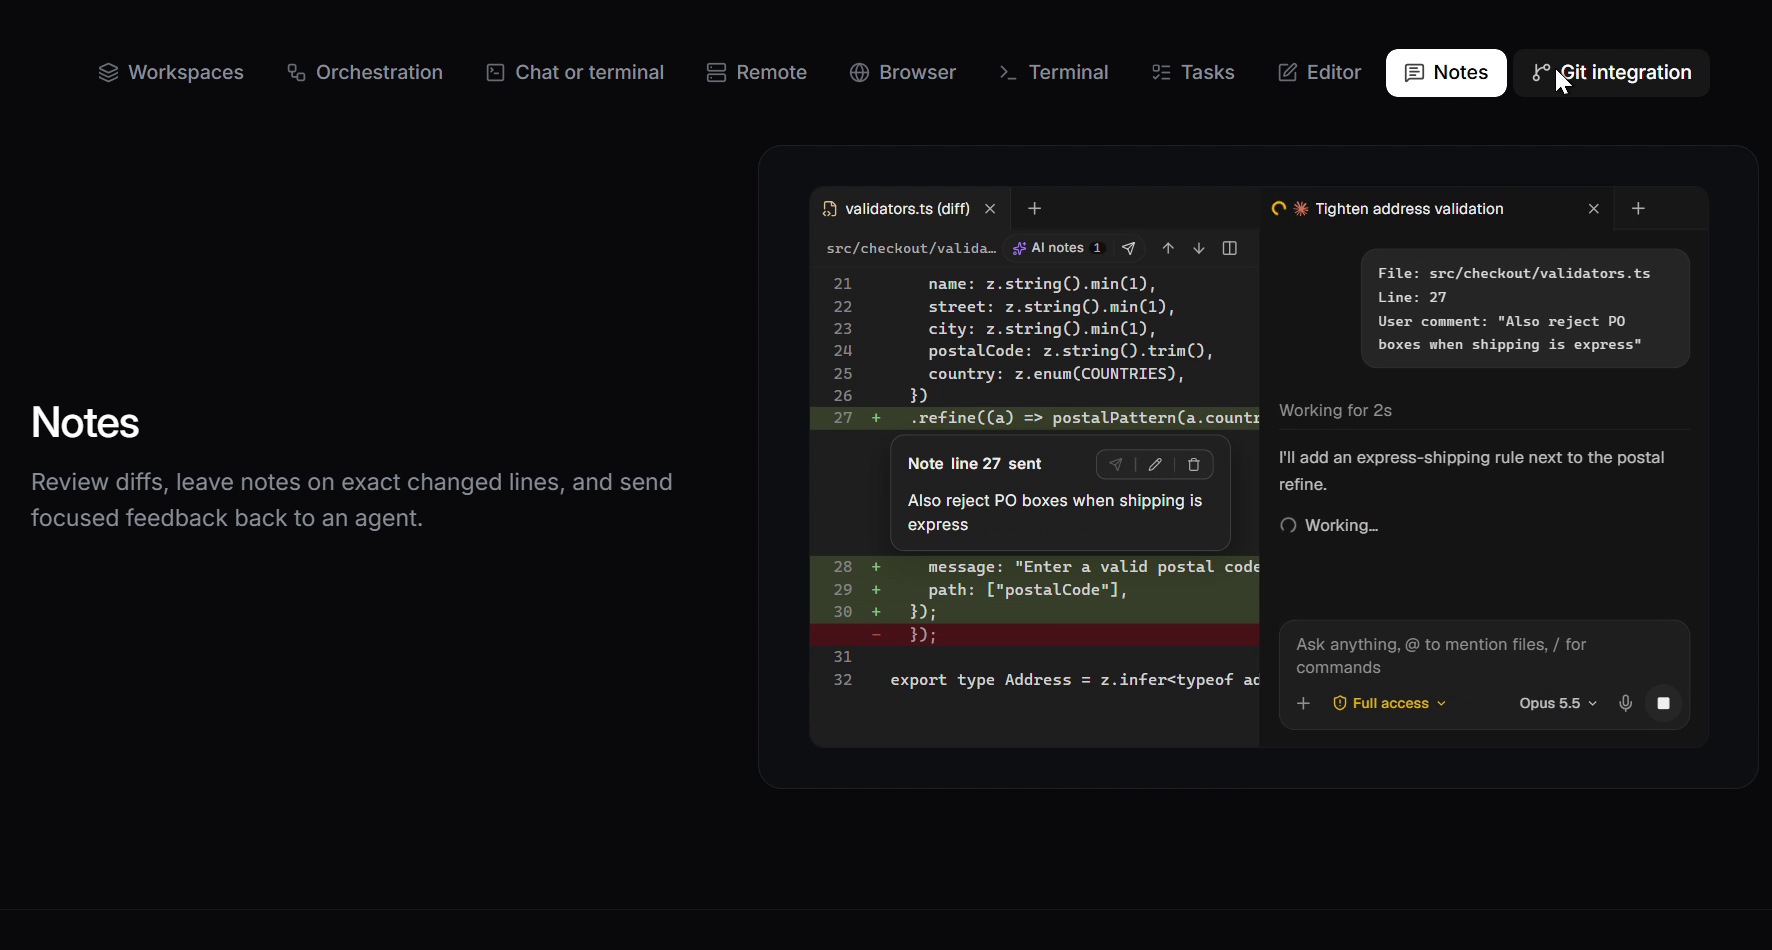 Workspaces
Orchestration
Chat or terminal
Remote
Browser
Terminal
Tasks
Editor
Notes
Git integration
Notes
Review diffs, leave notes on exact changed lines, and send
focused feedback back to an agent.
validators.ts (diff)
src/checkout/valida…
AI notes 1
21 name: z.string().min(1),
22 street: z.string().min(1),
23 city: z.string().min(1),
24 postalCode: z.string().trim(),
25 country: z.enum(COUNTRIES),
26 })
27 + .refine((a) => postalPattern(a.countr
Note line 27 sent
Also reject PO boxes when shipping is
express
28 + message: "Enter a valid postal code
29 + path: ["postalCode"],
30 + });
− });
31
32 export type Address = z.infer<typeof ad
Tighten address validation
File: src/checkout/validators.ts
Line: 27
User comment: "Also reject PO
boxes when shipping is express"
Working for 2s
I'll add an express-shipping rule next to the postal
refine.
Working…
Ask anything, @ to mention files, / for
commands
Full access
Opus 5.5